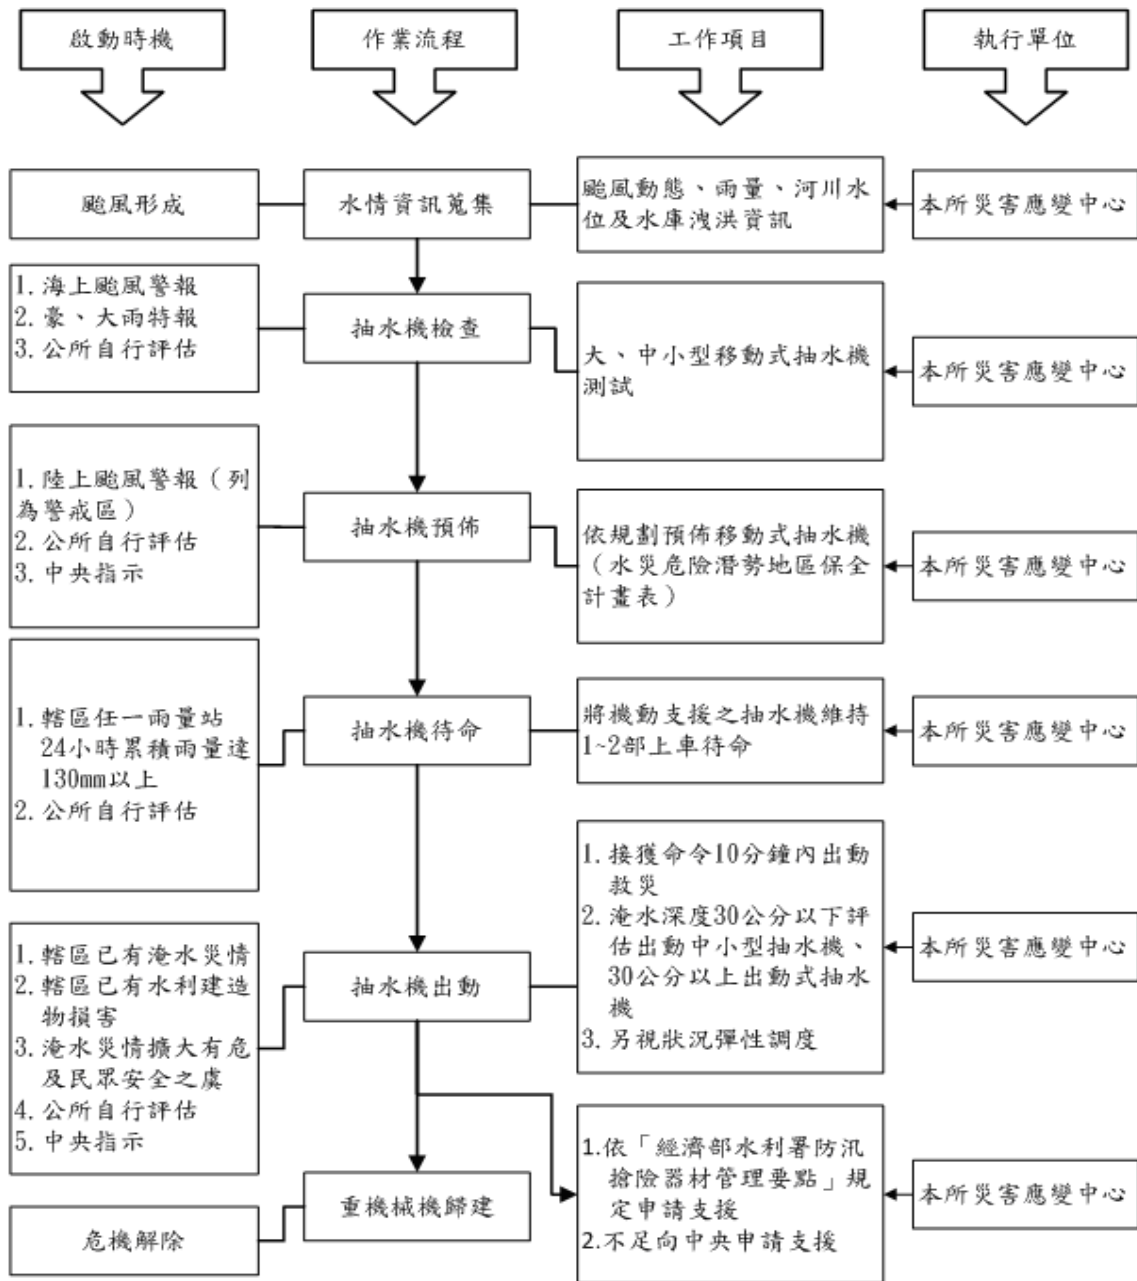 啟動時機
作業流程
工作項目
執行單位
颱風形成
水情資訊蒐集
颱風動態、雨量、河川水
位及水庫洩洪資訊
本所災害應變中心
1. 海上颱風警報
2. 豪、大雨特報
3. 公所自行評估
抽水機檢查
大、中小型移動式抽水機
測試
本所災害應變中心
1. 陸上颱風警報（列
為警戒區）
2. 公所自行評估
3. 中央指示
抽水機預佈
依規劃預佈移動式抽水機
（水災危險潛勢地區保全
計畫表）
本所災害應變中心
1. 轄區任一雨量站
24小時累積雨量達
130mm以上
2. 公所自行評估
抽水機待命
將機動支援之抽水機維持
1~2部上車待命
本所災害應變中心
1. 轄區已有淹水災情
2. 轄區已有水利建造
物損害
3. 淹水災情擴大有危
及民眾安全之虞
4. 公所自行評估
5. 中央指示
抽水機出動
1. 接獲命令10分鐘內出動
救災
2. 淹水深度30公分以下評
估出動中小型抽水機、
30公分以上出動式抽水
機
3. 另視狀況彈性調度
本所災害應變中心
危機解除
重機械機歸建
1.依「經濟部水利署防汛
搶險器材管理要點」規
定申請支援
2.不足向中央申請支援
本所災害應變中心